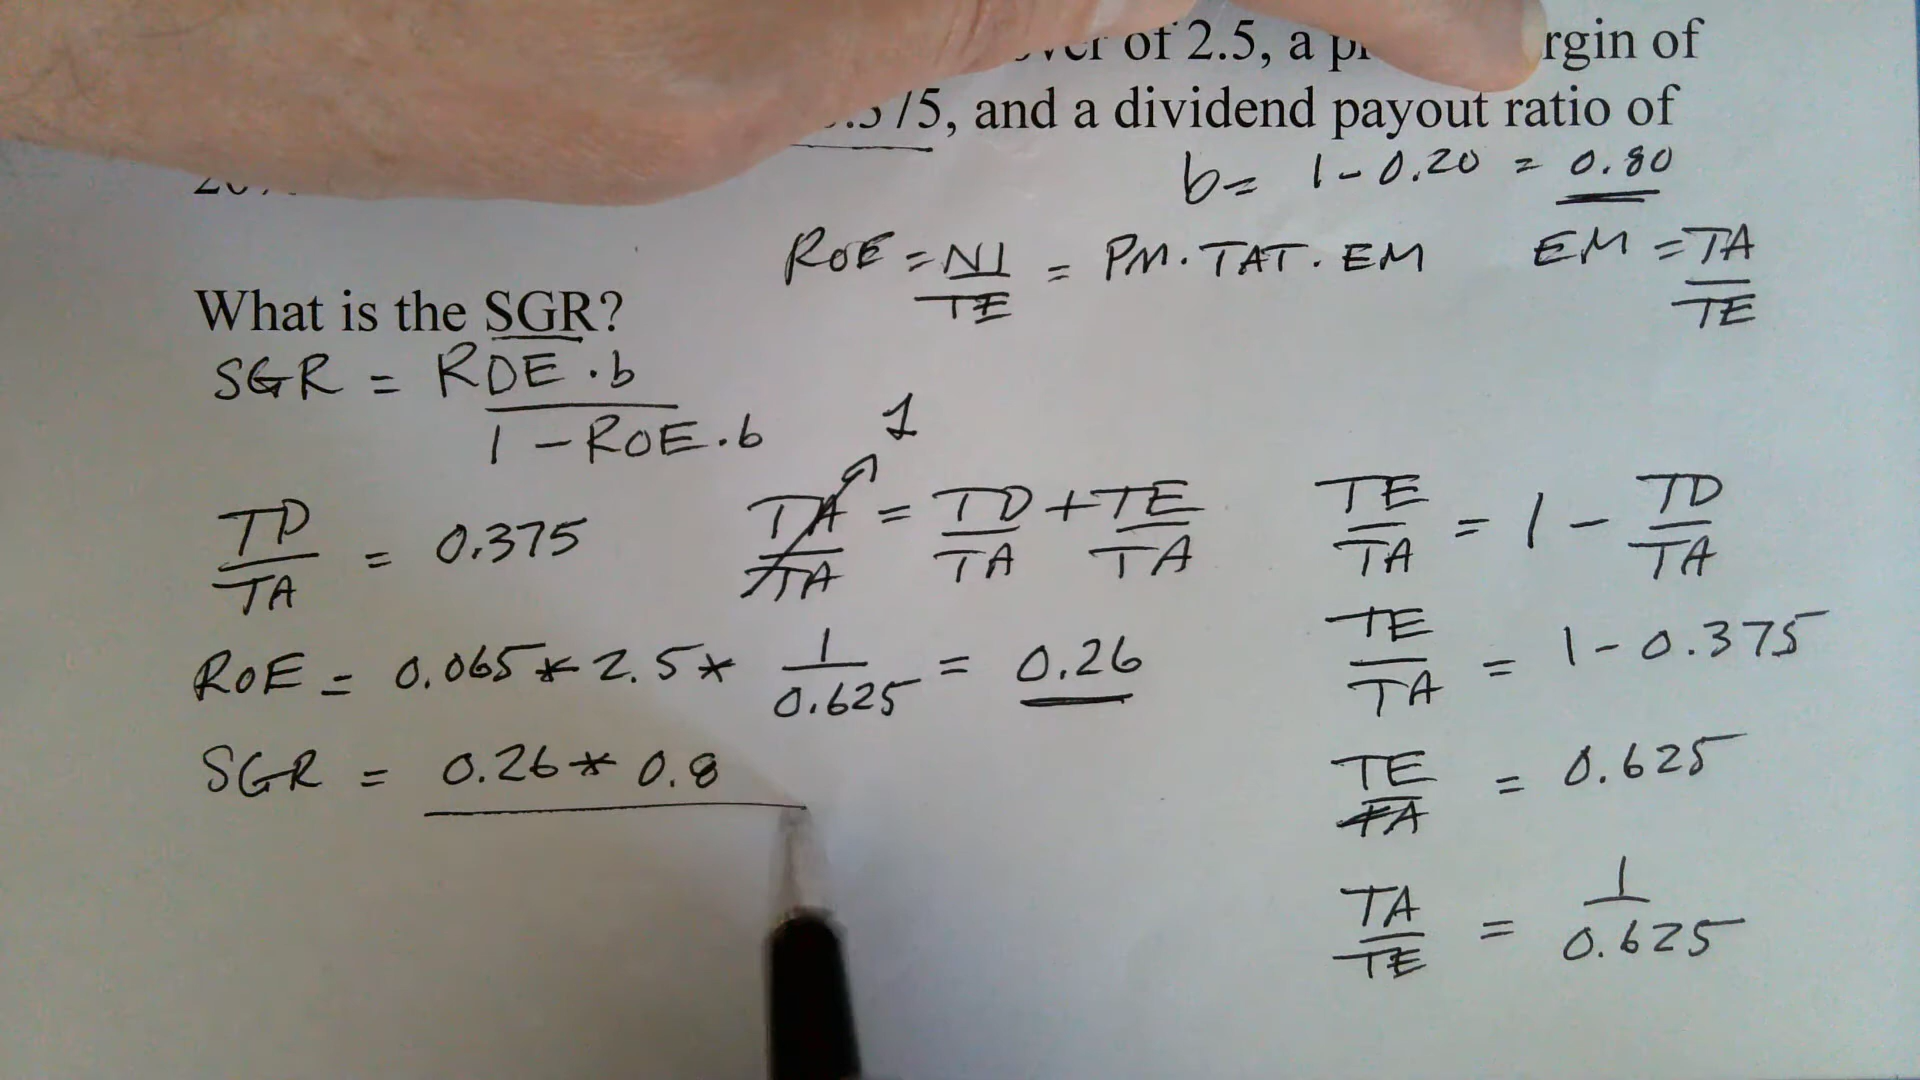 of 2.5, a
rgin of
5, and a dividend payout ratio of
b = 1 - 0.20 = 0.80
ROE = NI/TE = PM. TAT. EM
EM = TA/TE
What is the SGR?
SGR = ROE . b / 1 - ROE . b
TD/TA = 0.375
TA/TA = TD/TA + TE/TA
1
TE/TA = 1 - TD/TA
TE/TA = 1 - 0.375
ROE = 0.065 * 2.5 * 1/0.625 = 0.26
SGR = 0.26 * 0.8
TE/TA = 0.625
TA/TE = 1/0.625